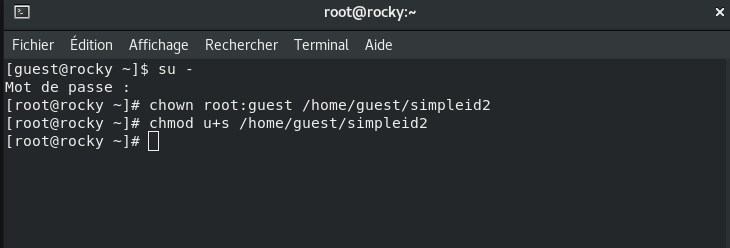 root@rocky:~
Fichier Édition Affichage Rechercher Terminal Aide
[guest@rocky ~]$ su -
Mot de passe :
[root@rocky ~]# chown root:guest /home/guest/simpleid2
[root@rocky ~]# chmod u+s /home/guest/simpleid2
[root@rocky ~]#